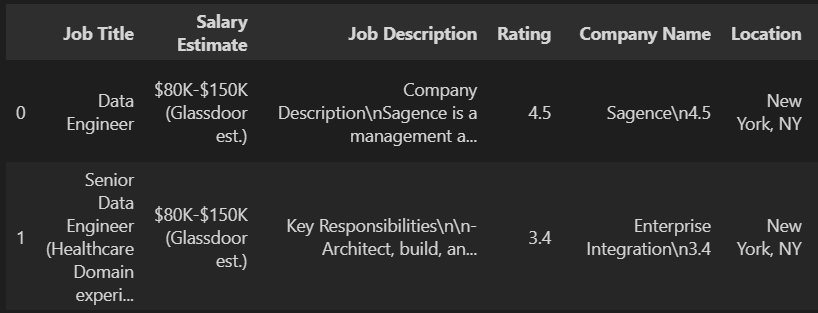 Job Title Salary Estimate Job Description Rating Company Name Location
0 Data Engineer $80K-$150K (Glassdoor est.) Company Description\nSagence is a management a... 4.5 Sagence\n4.5 New York, NY
1 Senior Data Engineer (Healthcare Domain experi... $80K-$150K (Glassdoor est.) Key Responsibilities\n\n- Architect, build, an... 3.4 Enterprise Integration\n3.4 New York, NY